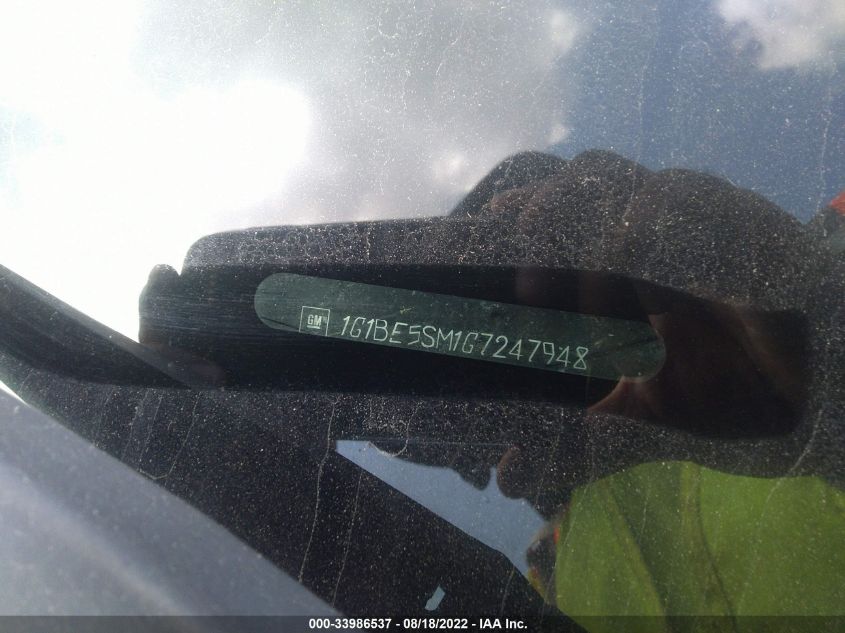 GM 1G1BE5SM1G7247948
000-33986537 - 08/18/2022 - IAA Inc.